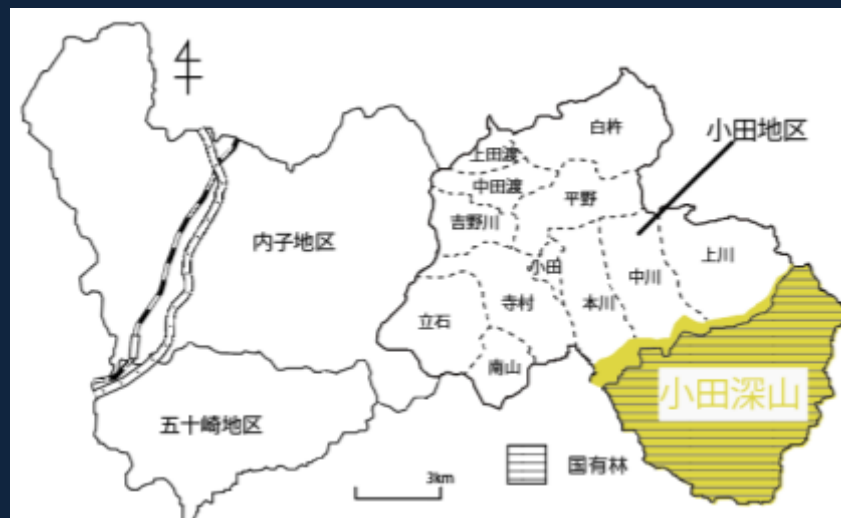 白杵
小田地区
上田渡
中田渡
平野
吉野川
内子地区
小田
中川
上川
寺村
本川
立石
南山
小田深山
五十崎地区
国有林
3km